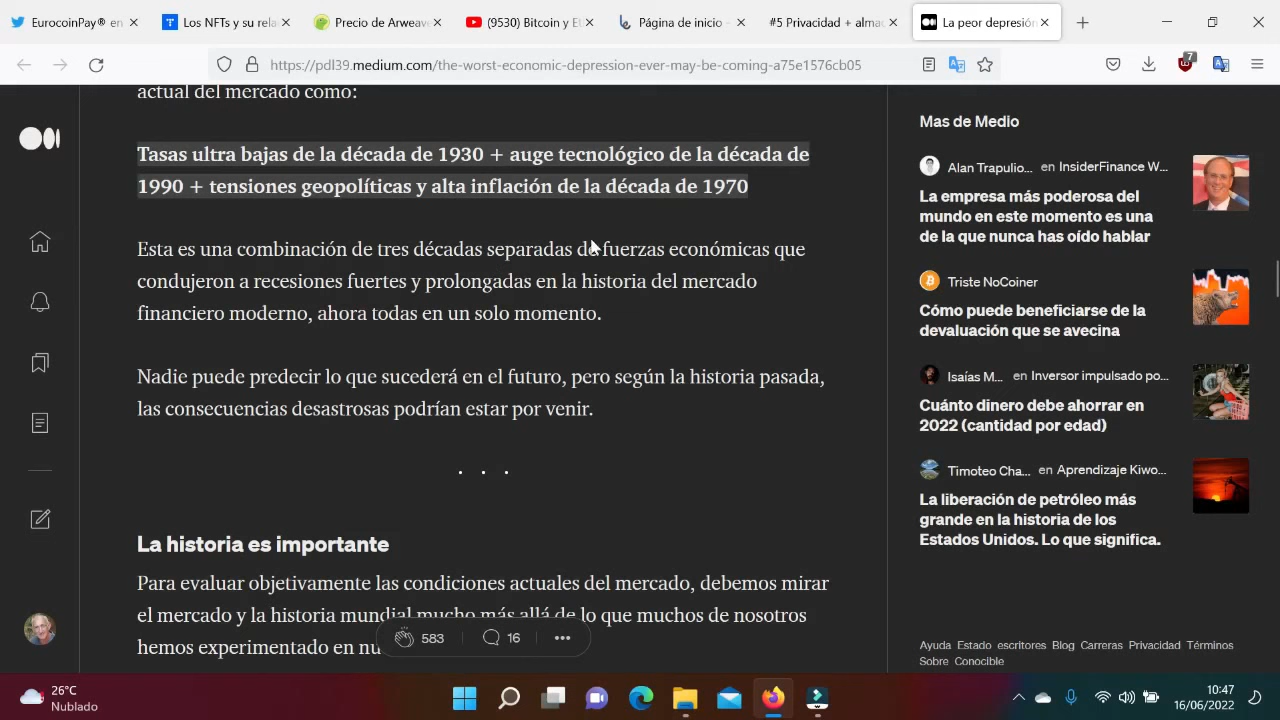 EurocoinPay® en
Los NFTs y su rela
Precio de Arweave
(9530) Bitcoin y E
Página de inicio –
#5 Privacidad + alma
La peor depresión
https://pdl39.medium.com/the-worst-economic-depression-ever-may-be-coming-a75e1576cb05
7
actual del mercado como:
Tasas ultra bajas de la década de 1930 + auge tecnológico de la década de
1990 + tensiones geopolíticas y alta inflación de la década de 1970
Esta es una combinación de tres décadas separadas de fuerzas económicas que
condujeron a recesiones fuertes y prolongadas en la historia del mercado
financiero moderno, ahora todas en un solo momento.
Nadie puede predecir lo que sucederá en el futuro, pero según la historia pasada,
las consecuencias desastrosas podrían estar por venir.
La historia es importante
Para evaluar objetivamente las condiciones actuales del mercado, debemos mirar
el mercado y la historia mundial mucho más allá de lo que muchos de nosotros
hemos experimentado en nu
583
16
Mas de Medio
Alan Trapulio... en InsiderFinance W...
La empresa más poderosa del
mundo en este momento es una
de la que nunca has oído hablar
Triste NoCoiner
Cómo puede beneficiarse de la
devaluación que se avecina
Isaías M... en Inversor impulsado po...
Cuánto dinero debe ahorrar en
2022 (cantidad por edad)
Timoteo Cha... en Aprendizaje Kiwo...
La liberación de petróleo más
grande en la historia de los
Estados Unidos. Lo que significa.
Ayuda Estado escritores Blog Carreras Privacidad Términos
Sobre Conocible
26°C
Nublado
10:47
16/06/2022